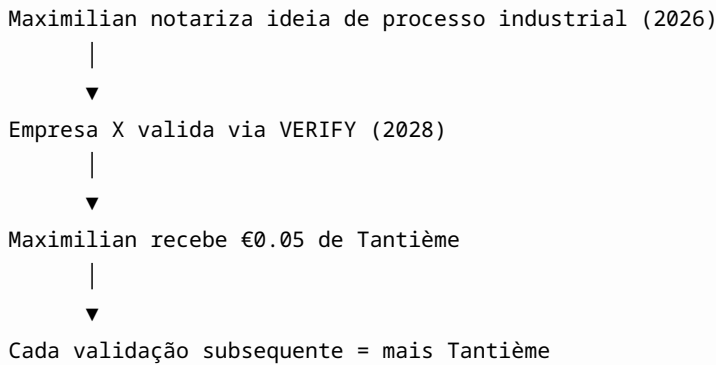 Maximilian notariza ideia de processo industrial (2026)
│
▼
Empresa X valida via VERIFY (2028)
│
▼
Maximilian recebe €0.05 de Tantième
│
▼
Cada validação subsequente = mais Tantième